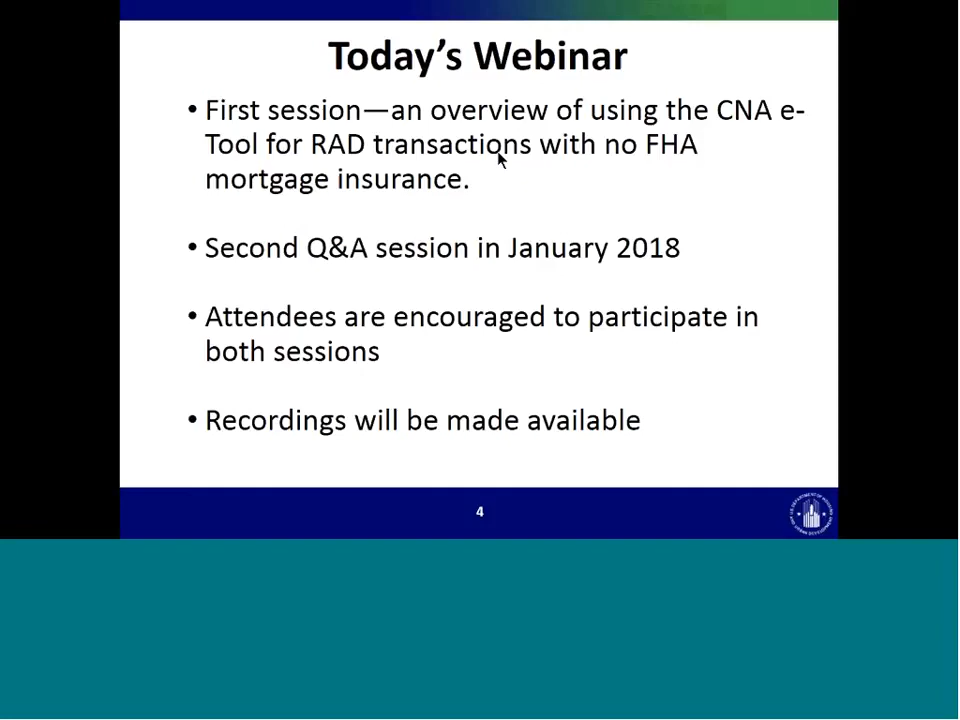 Today's Webinar
• First session—an overview of using the CNA e-
Tool for RAD transactions with no FHA
mortgage insurance.
• Second Q&A session in January 2018
• Attendees are encouraged to participate in
both sessions
• Recordings will be made available
4